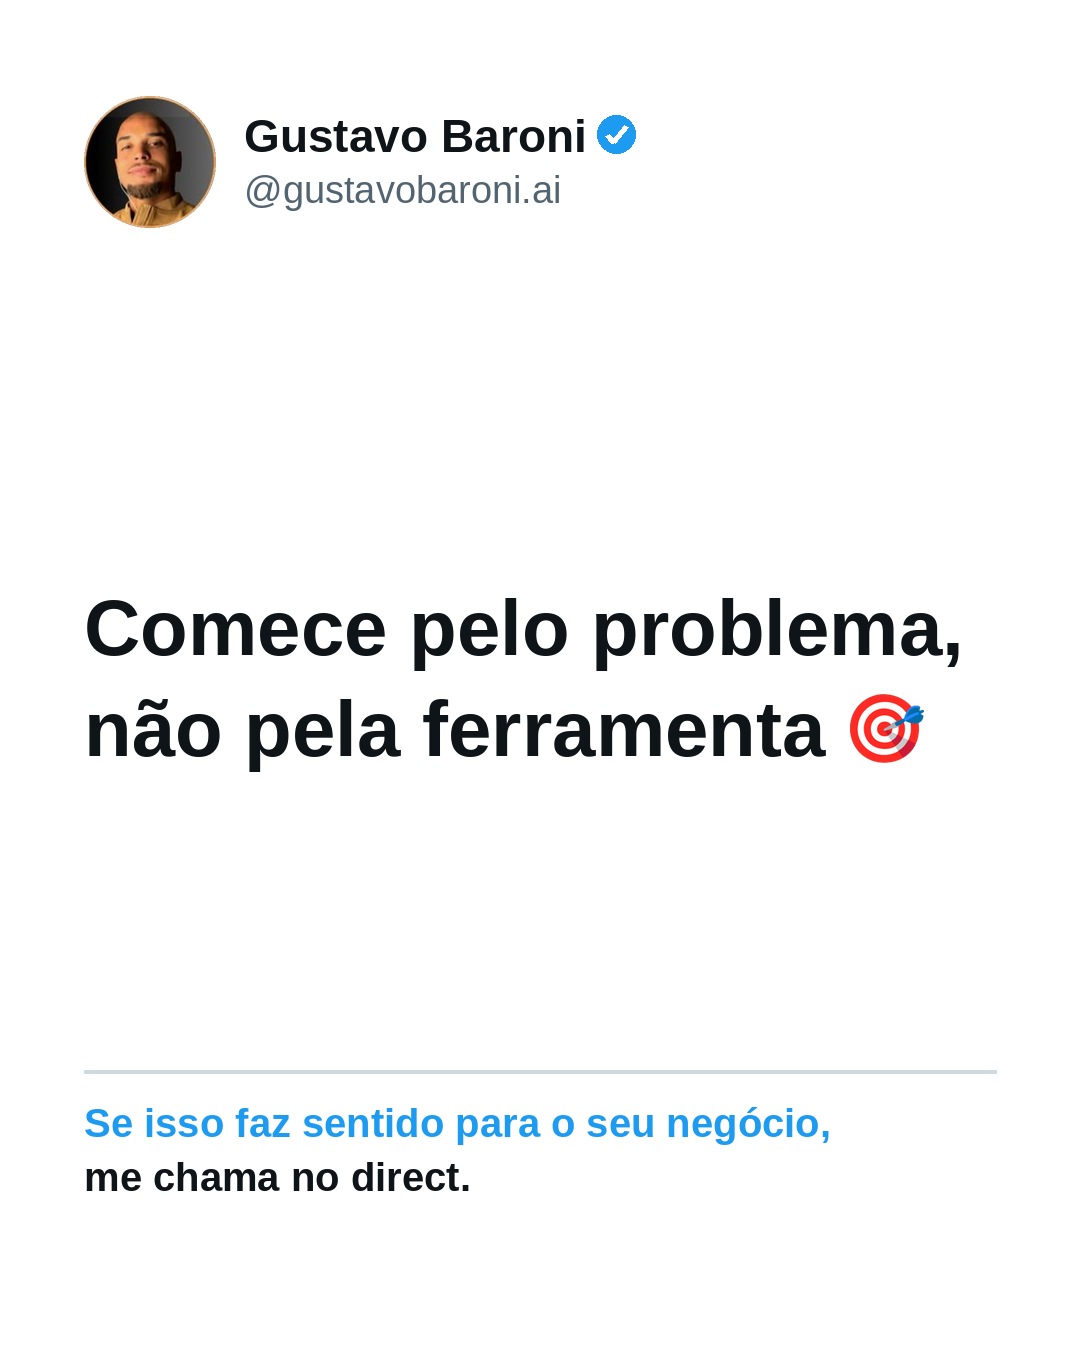 Gustavo Baroni
@gustavobaroni.ai
Comece pelo problema,
não pela ferramenta 🎯
Se isso faz sentido para o seu negócio,
me chama no direct.